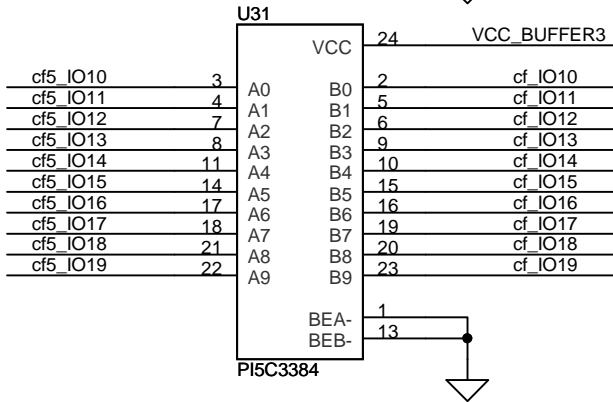 U31
VCC 24 VCC_BUFFER3
cf5_IO10 3 A0 B0 2 cf_IO10
cf5_IO11 4 A1 B1 5 cf_IO11
cf5_IO12 7 A2 B2 6 cf_IO12
cf5_IO13 8 A3 B3 9 cf_IO13
cf5_IO14 11 A4 B4 10 cf_IO14
cf5_IO15 14 A5 B5 15 cf_IO15
cf5_IO16 17 A6 B6 16 cf_IO16
cf5_IO17 18 A7 B7 19 cf_IO17
cf5_IO18 21 A8 B8 20 cf_IO18
cf5_IO19 22 A9 B9 23 cf_IO19
BEA- 1
BEB- 13
PI5C3384